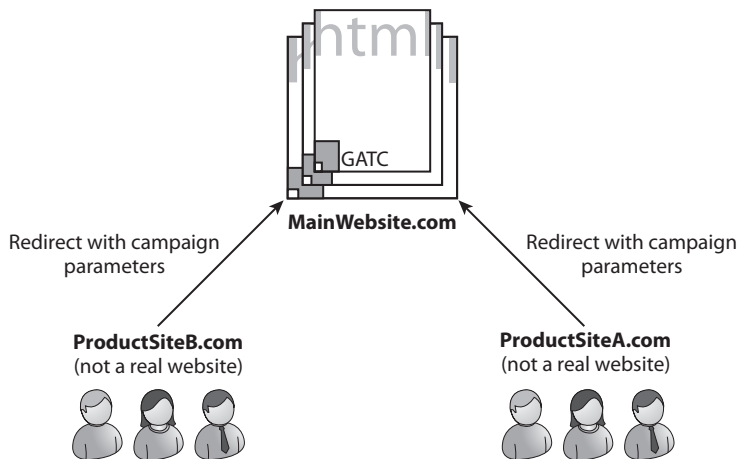 html
GATC
MainWebsite.com
Redirect with campaign
parameters
Redirect with campaign
parameters
ProductSiteB.com
(not a real website)
ProductSiteA.com
(not a real website)